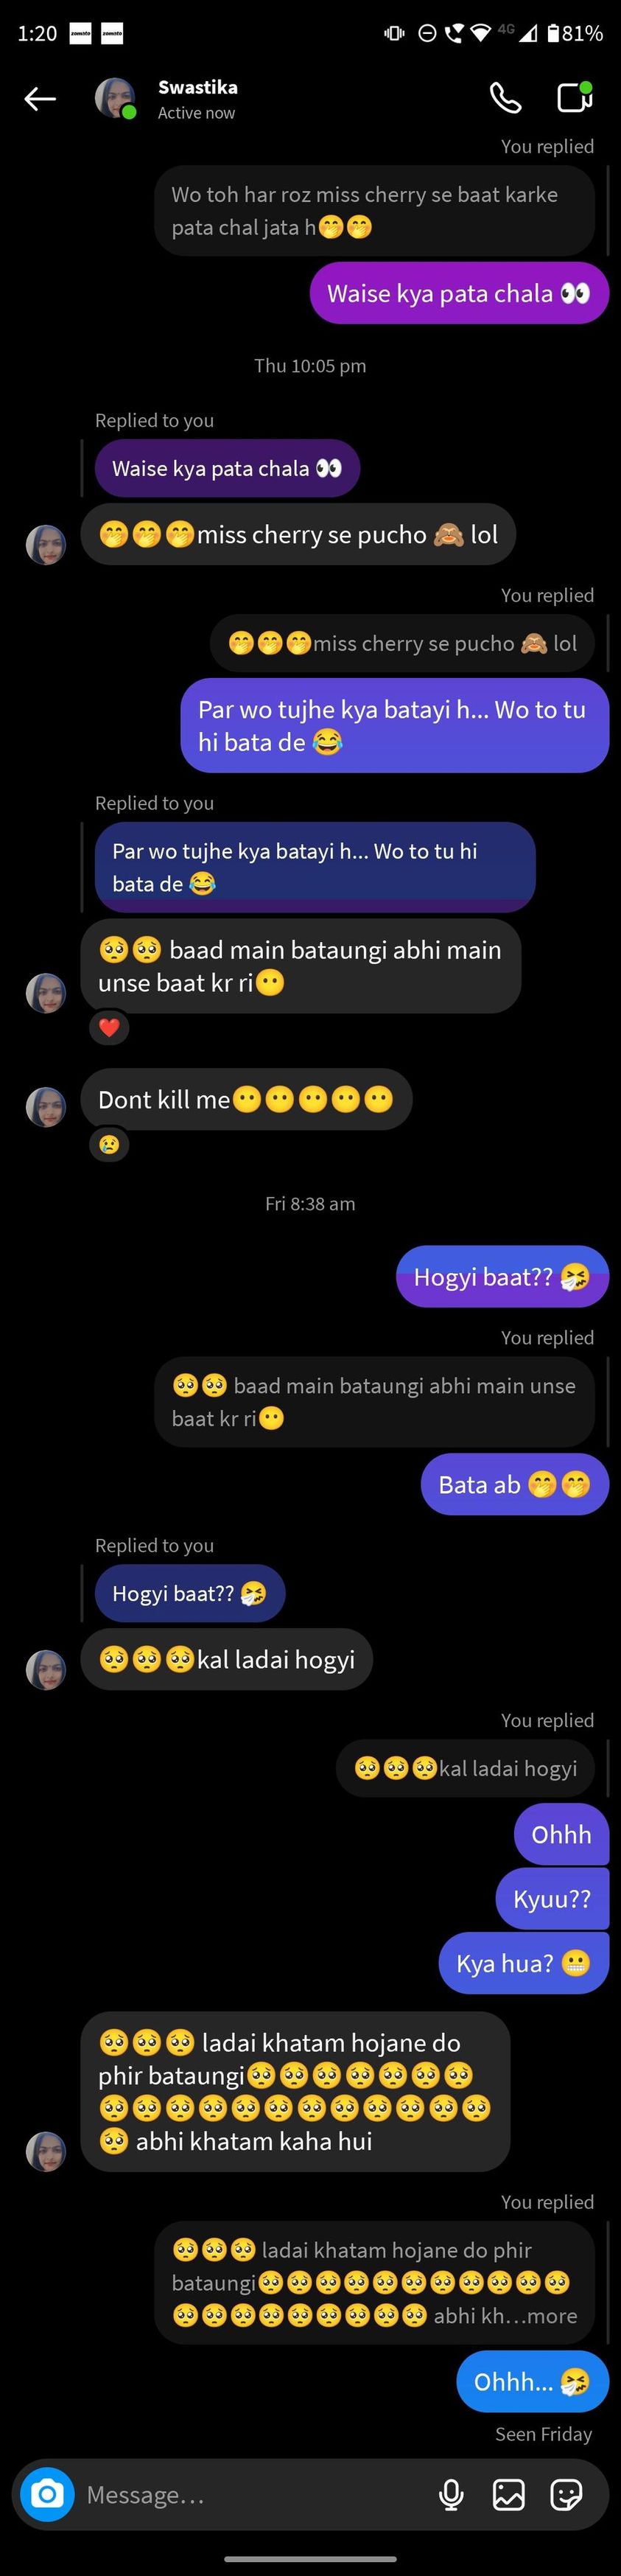 1:20 zomato zomato 4G 81%
Swastika
Active now
You replied
Wo toh har roz miss cherry se baat karke
pata chal jata h🤭🤭
Waise kya pata chala 👀
Thu 10:05 pm
Replied to you
Waise kya pata chala 👀
🤭🤭🤭miss cherry se pucho 🙈 lol
You replied
🤭🤭🤭miss cherry se pucho 🙈 lol
Par wo tujhe kya batayi h... Wo to tu
hi bata de 😂
Replied to you
Par wo tujhe kya batayi h... Wo to tu hi
bata de 😂
🥺🥺 baad main bataungi abhi main
unse baat kr ri😶
❤️
Dont kill me😶😶😶😶😶
😢
Fri 8:38 am
Hogyi baat?? 🤧
You replied
🥺🥺 baad main bataungi abhi main unse
baat kr ri😶
Bata ab 🤭🤭
Replied to you
Hogyi baat?? 🤧
🥺🥺🥺kal ladai hogyi
You replied
🥺🥺🥺kal ladai hogyi
Ohhh
Kyuu??
Kya hua? 😬
🥺🥺🥺 ladai khatam hojane do
phir bataungi🥺🥺🥺🥺🥺🥺🥺
🥺🥺🥺🥺🥺🥺🥺🥺🥺🥺🥺🥺
🥺 abhi khatam kaha hui
You replied
🥺🥺🥺 ladai khatam hojane do phir
bataungi🥺🥺🥺🥺🥺🥺🥺🥺🥺🥺🥺
🥺🥺🥺🥺🥺🥺🥺🥺🥺 abhi kh…more
Ohhh... 🤧
Seen Friday
Message…